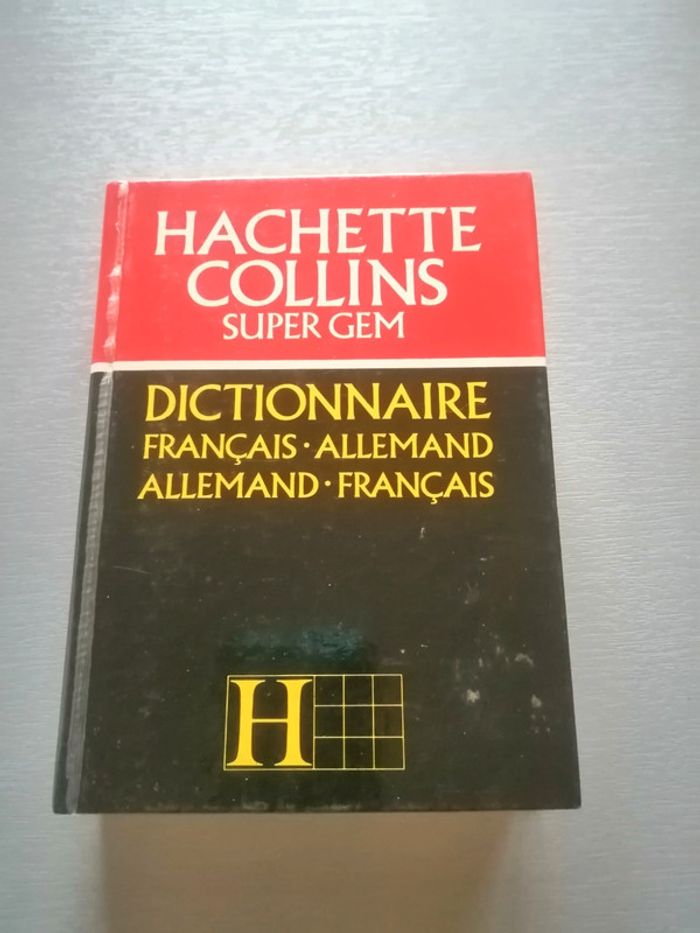 HACHETTE
COLLINS
SUPER GEM
DICTIONNAIRE
FRANÇAIS · ALLEMAND
ALLEMAND · FRANÇAIS
H